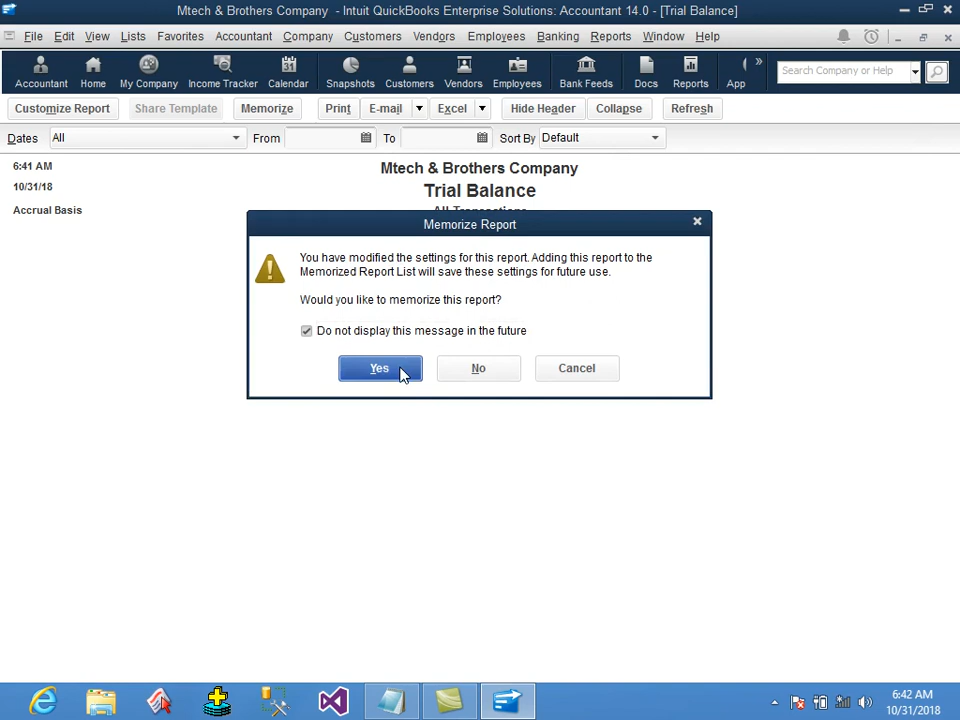 Mtech & Brothers Company - Intuit QuickBooks Enterprise Solutions: Accountant 14.0 - [Trial Balance]
File Edit View Lists Favorites Accountant Company Customers Vendors Employees Banking Reports Window Help
Accountant Home My Company Income Tracker Calendar Snapshots Customers Vendors Employees Bank Feeds Docs Reports App » Search Company or Help
31
Customize Report Share Template Memorize Print E-mail Excel Hide Header Collapse Refresh
Dates All From To Sort By Default
6:41 AM
10/31/18
Accrual Basis
Mtech & Brothers Company
Trial Balance
All Transactions
Memorize Report
You have modified the settings for this report. Adding this report to the
Memorized Report List will save these settings for future use.
Would you like to memorize this report?
Do not display this message in the future
Yes No Cancel
6:42 AM
10/31/2018